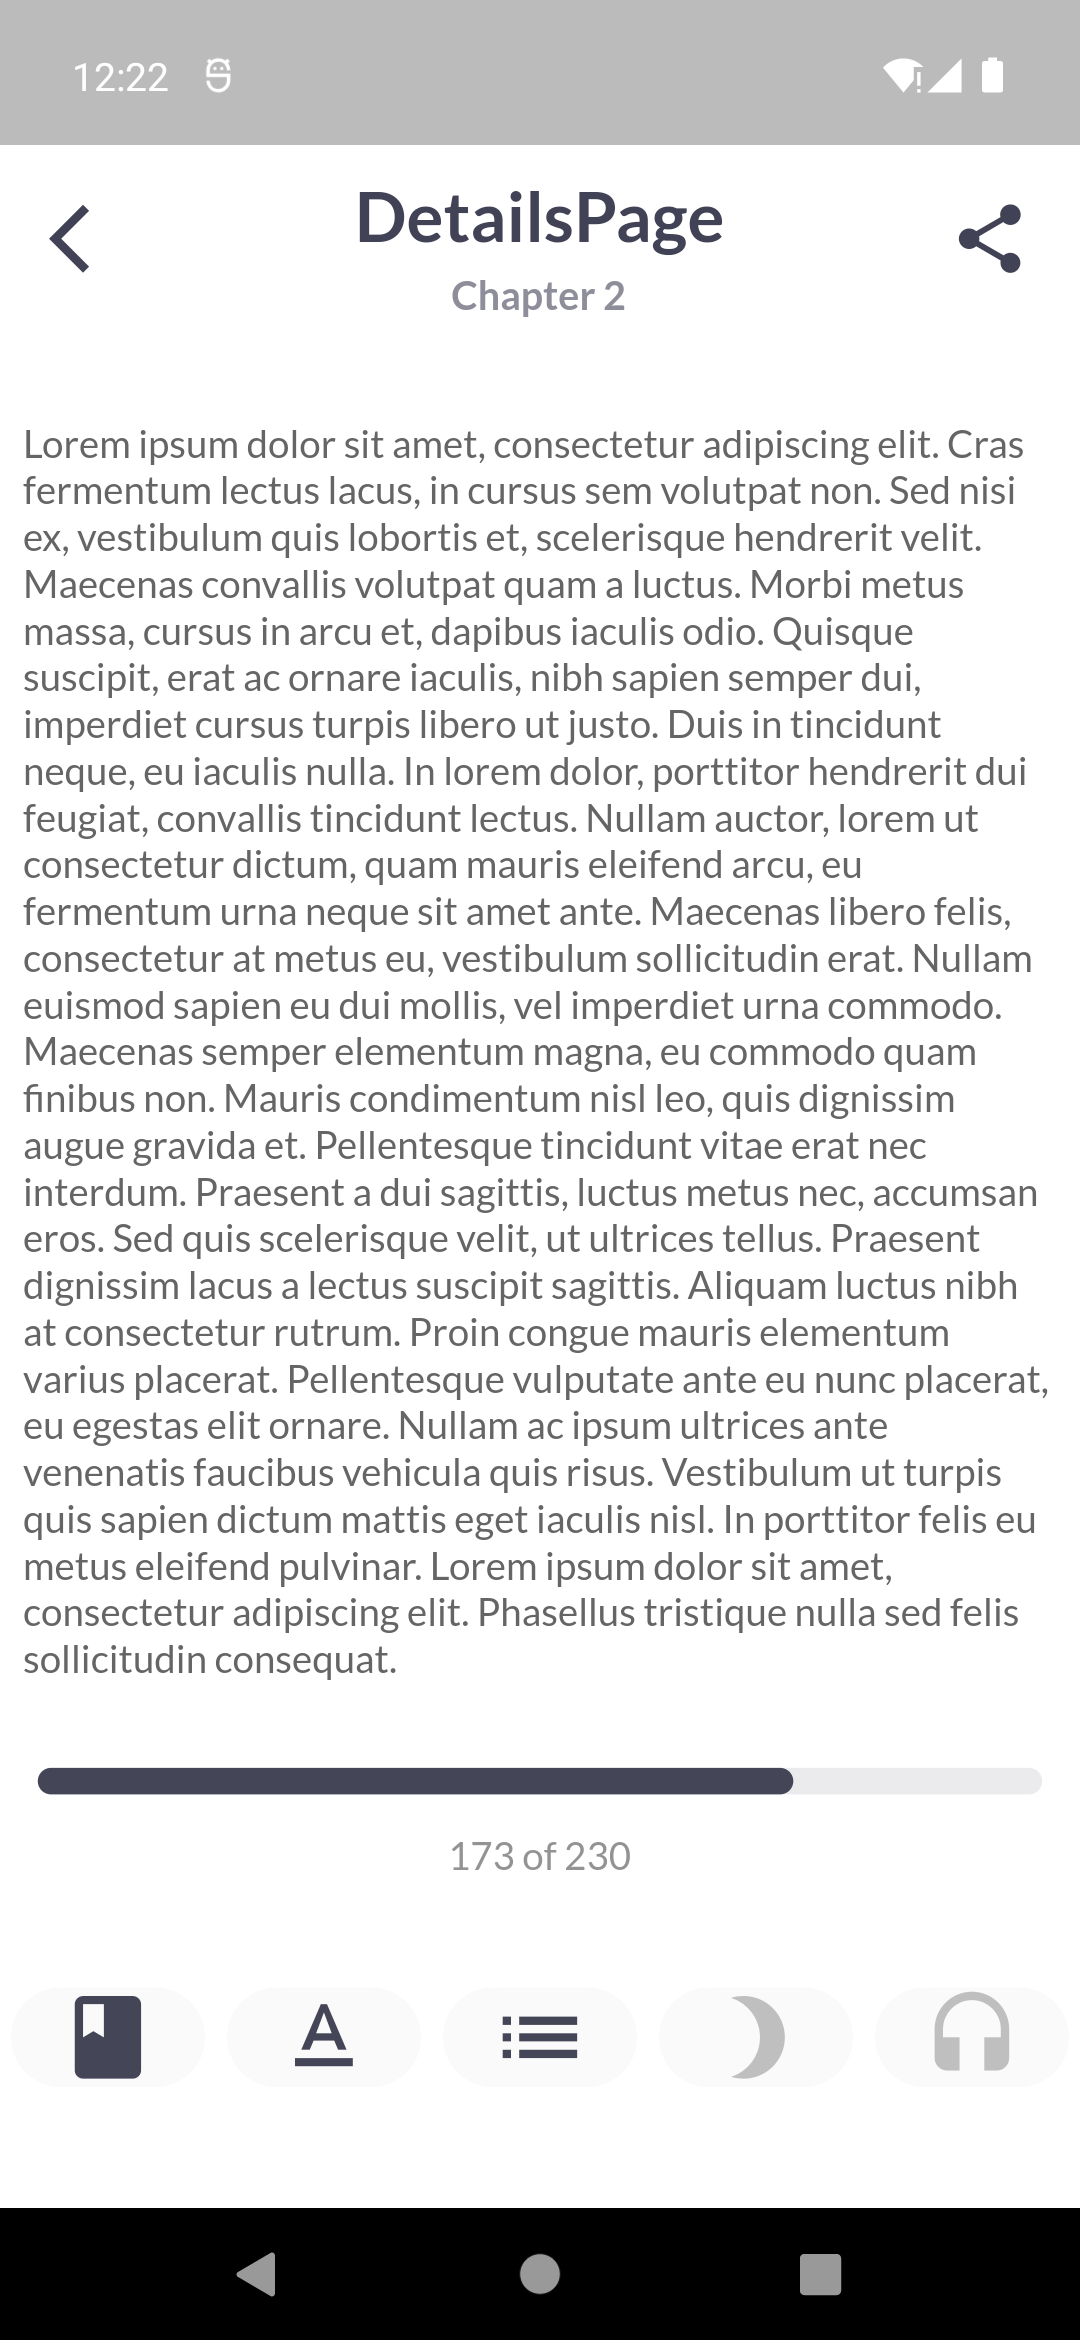 12:22
DetailsPage
Chapter 2
Lorem ipsum dolor sit amet, consectetur adipiscing elit. Cras
fermentum lectus lacus, in cursus sem volutpat non. Sed nisi
ex, vestibulum quis lobortis et, scelerisque hendrerit velit.
Maecenas convallis volutpat quam a luctus. Morbi metus
massa, cursus in arcu et, dapibus iaculis odio. Quisque
suscipit, erat ac ornare iaculis, nibh sapien semper dui,
imperdiet cursus turpis libero ut justo. Duis in tincidunt
neque, eu iaculis nulla. In lorem dolor, porttitor hendrerit dui
feugiat, convallis tincidunt lectus. Nullam auctor, lorem ut
consectetur dictum, quam mauris eleifend arcu, eu
fermentum urna neque sit amet ante. Maecenas libero felis,
consectetur at metus eu, vestibulum sollicitudin erat. Nullam
euismod sapien eu dui mollis, vel imperdiet urna commodo.
Maecenas semper elementum magna, eu commodo quam
finibus non. Mauris condimentum nisl leo, quis dignissim
augue gravida et. Pellentesque tincidunt vitae erat nec
interdum. Praesent a dui sagittis, luctus metus nec, accumsan
eros. Sed quis scelerisque velit, ut ultrices tellus. Praesent
dignissim lacus a lectus suscipit sagittis. Aliquam luctus nibh
at consectetur rutrum. Proin congue mauris elementum
varius placerat. Pellentesque vulputate ante eu nunc placerat,
eu egestas elit ornare. Nullam ac ipsum ultrices ante
venenatis faucibus vehicula quis risus. Vestibulum ut turpis
quis sapien dictum mattis eget iaculis nisl. In porttitor felis eu
metus eleifend pulvinar. Lorem ipsum dolor sit amet,
consectetur adipiscing elit. Phasellus tristique nulla sed felis
sollicitudin consequat.
173 of 230